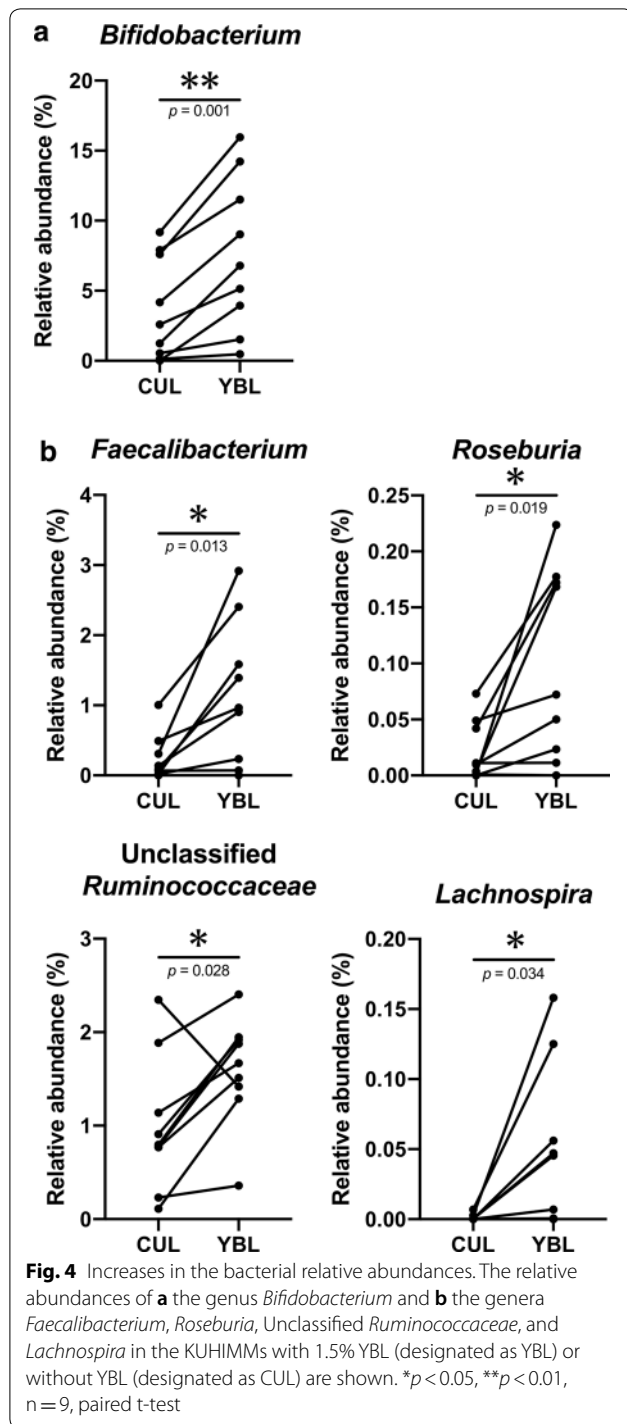 a
Bifidobacterium
Relative abundance (%)
20
15
10
5
0
**
p = 0.001
CUL YBL
b
Faecalibacterium
Relative abundance (%)
4
3
2
1
0
*
p = 0.013
CUL YBL
Roseburia
Relative abundance (%)
0.25
0.20
0.15
0.10
0.05
0.00
*
p = 0.019
CUL YBL
Unclassified
Ruminococcaceae
Relative abundance (%)
3
2
1
0
*
p = 0.028
CUL YBL
Lachnospira
Relative abundance (%)
0.20
0.15
0.10
0.05
0.00
*
p = 0.034
CUL YBL
Fig. 4 Increases in the bacterial relative abundances. The relative
abundances of a the genus Bifidobacterium and b the genera
Faecalibacterium, Roseburia, Unclassified Ruminococcaceae, and
Lachnospira in the KUHIMMs with 1.5% YBL (designated as YBL) or
without YBL (designated as CUL) are shown. *p < 0.05, **p < 0.01,
n = 9, paired t-test